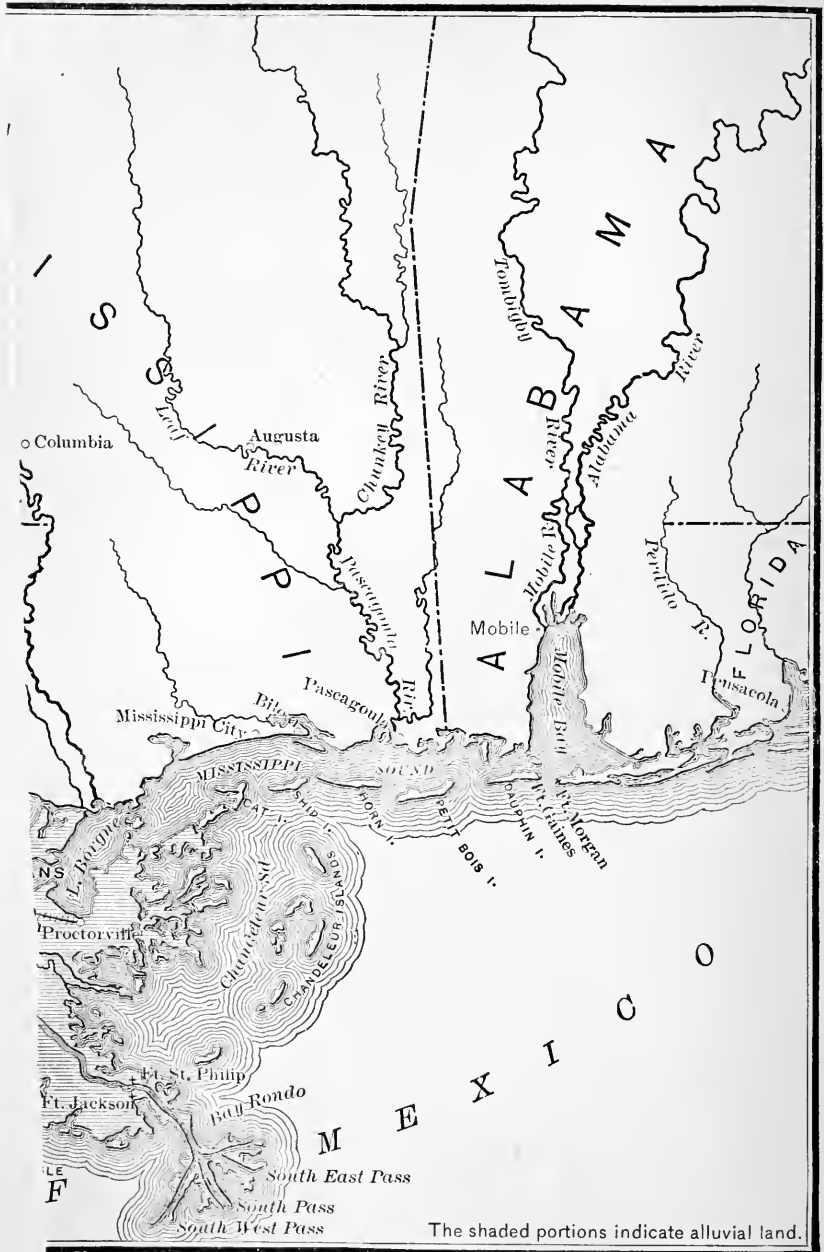 ISSIPPI
ALABAMA
FLORIDA
Tombigby River
Alabama River
Leaf River
Augusta
Columbia
Chunkey River
Pascagoula Riv.
Mobile R.
Perdido R.
Mobile
Mobile Bay
Pensacola
Pascagoula
Biloxi
Mississippi City
MISSISSIPPI SOUND
CAT I.
SHIP I.
HORN I.
PETIT BOIS I.
DAUPHIN I.
Ft. Gaines
Ft. Morgan
L. Borgne
NS
Proctorville
Chandeleur Sd
CHANDELEUR ISLANDS
Ft. St. Philip
Ft. Jackson
Bay Rondo
South East Pass
South Pass
South West Pass
LE
F
MEXICO
The shaded portions indicate alluvial land.